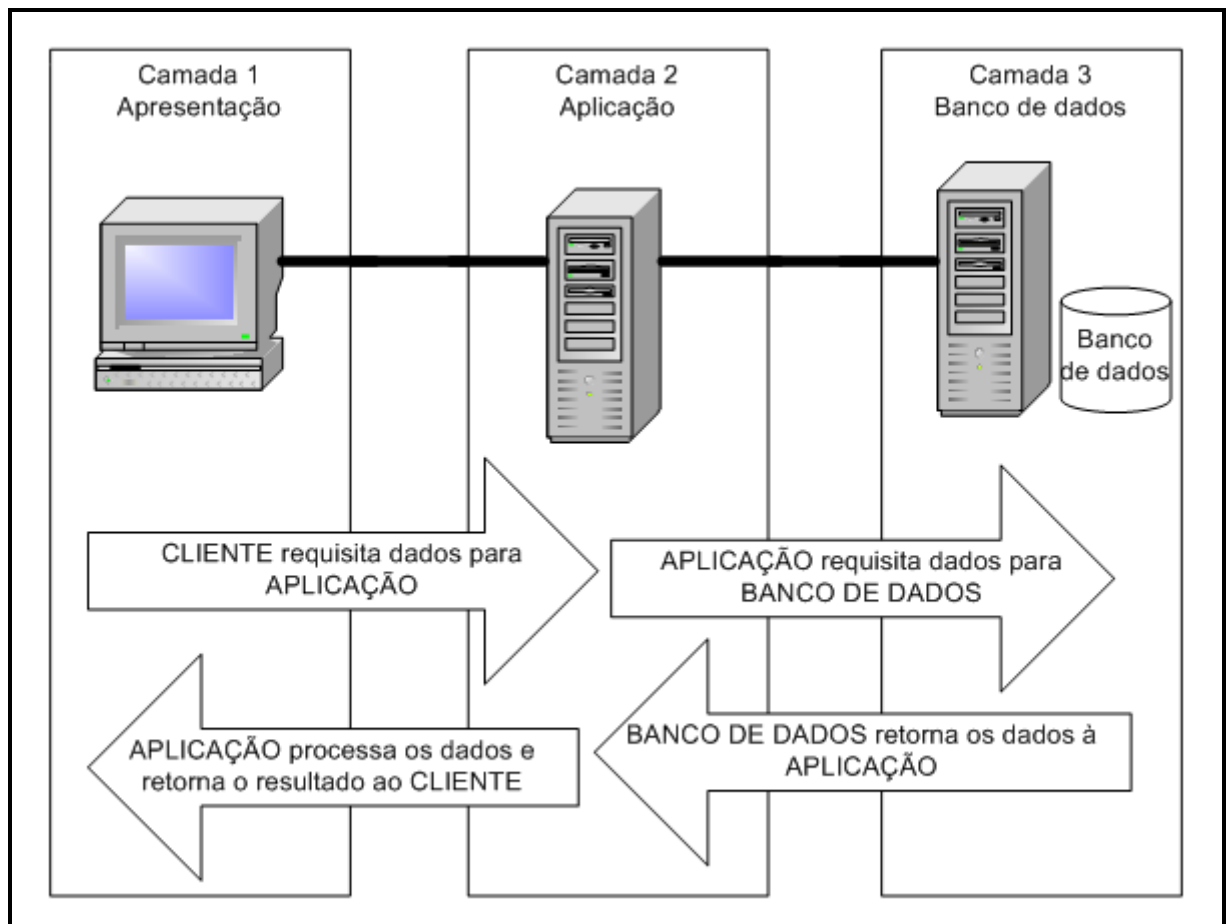 Camada 1
Apresentação
Camada 2
Aplicação
Camada 3
Banco de dados
Banco
de dados
CLIENTE requisita dados para
APLICAÇÃO
APLICAÇÃO requisita dados para
BANCO DE DADOS
BANCO DE DADOS retorna os dados à
APLICAÇÃO
APLICAÇÃO processa os dados e
retorna o resultado ao CLIENTE